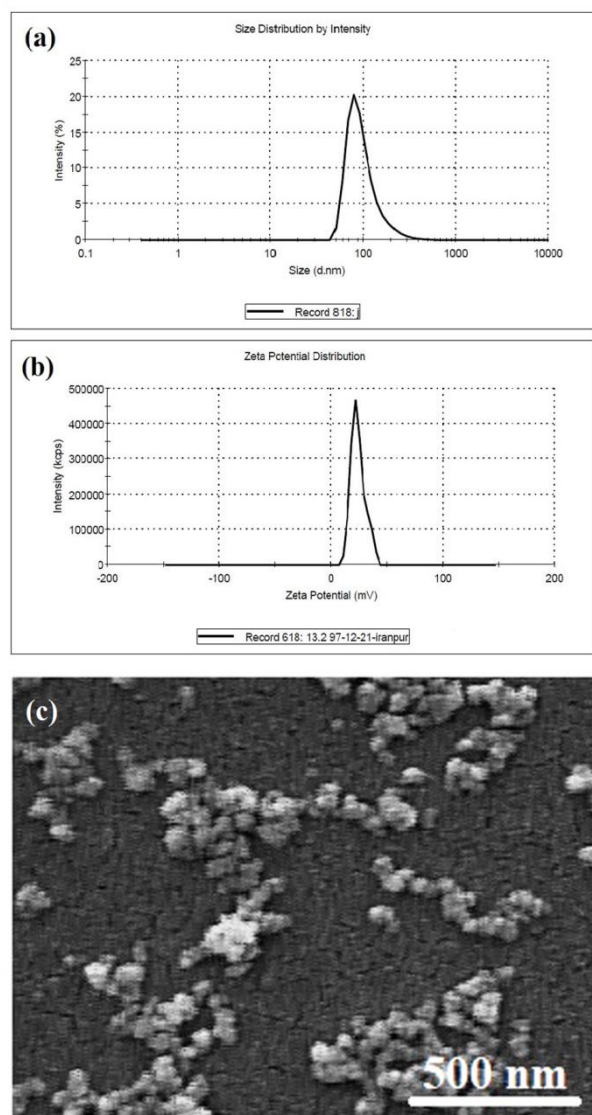 (a)
Size Distribution by Intensity
25
20
15
10
5
0
Intensity (%)
0.1 1 10 100 1000 10000
Size (d.nm)
Record 818: j
(b)
Zeta Potential Distribution
500000
400000
300000
200000
100000
0
Intensity (kcps)
-200 -100 0 100 200
Zeta Potential (mV)
Record 618: 13.2 97-12-21-iranpur
(c)
500 nm